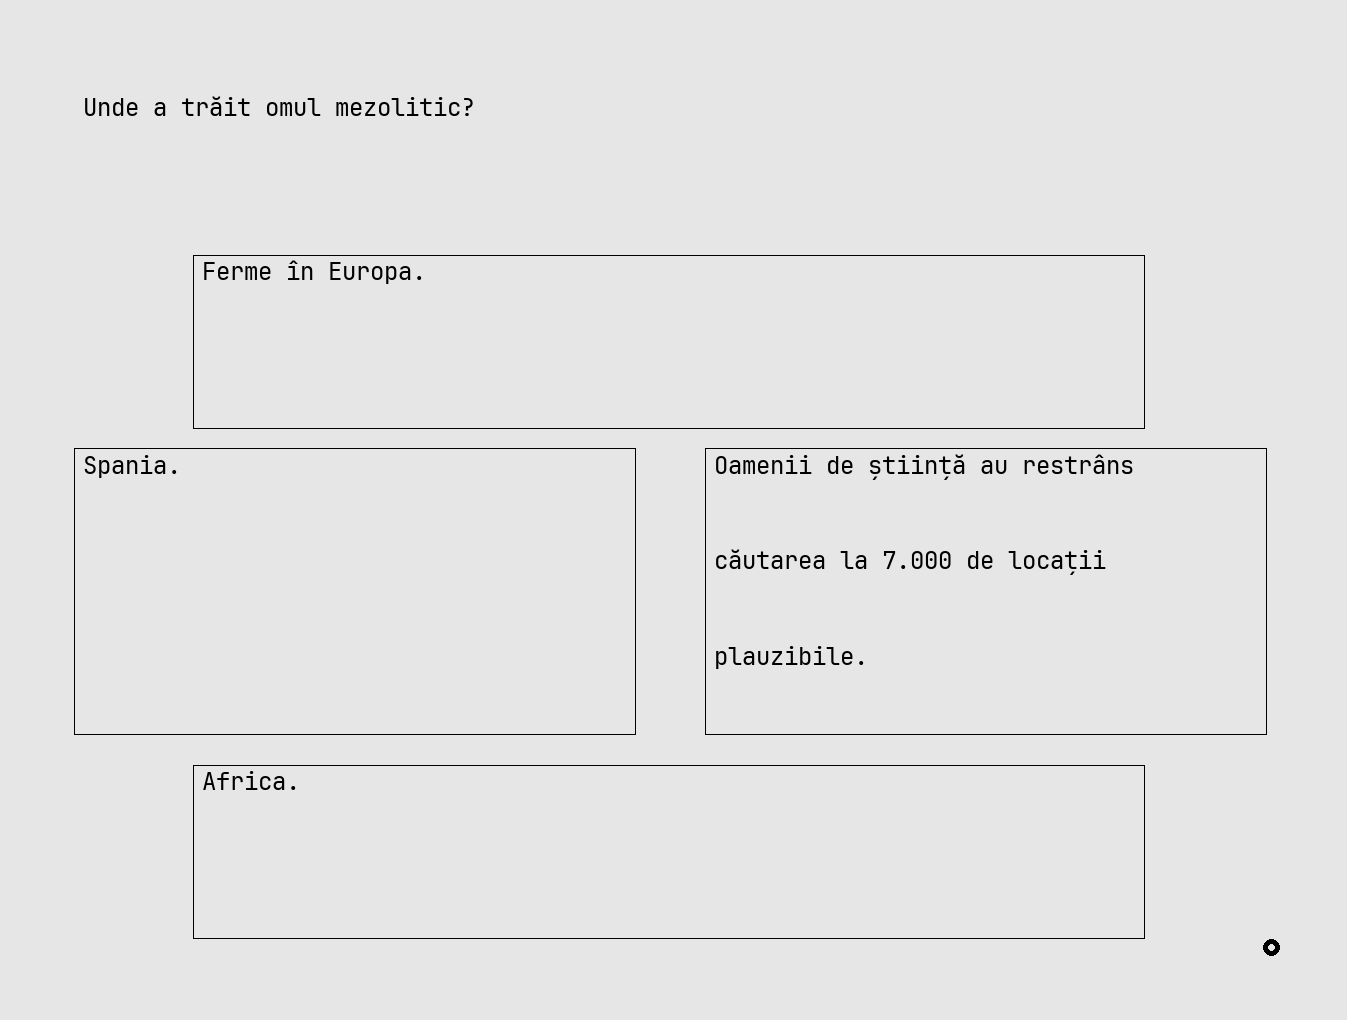 Unde a trăit omul mezolitic?
Ferme în Europa.
Spania.
Oamenii de știință au restrâns
căutarea la 7.000 de locații
plauzibile.
Africa.